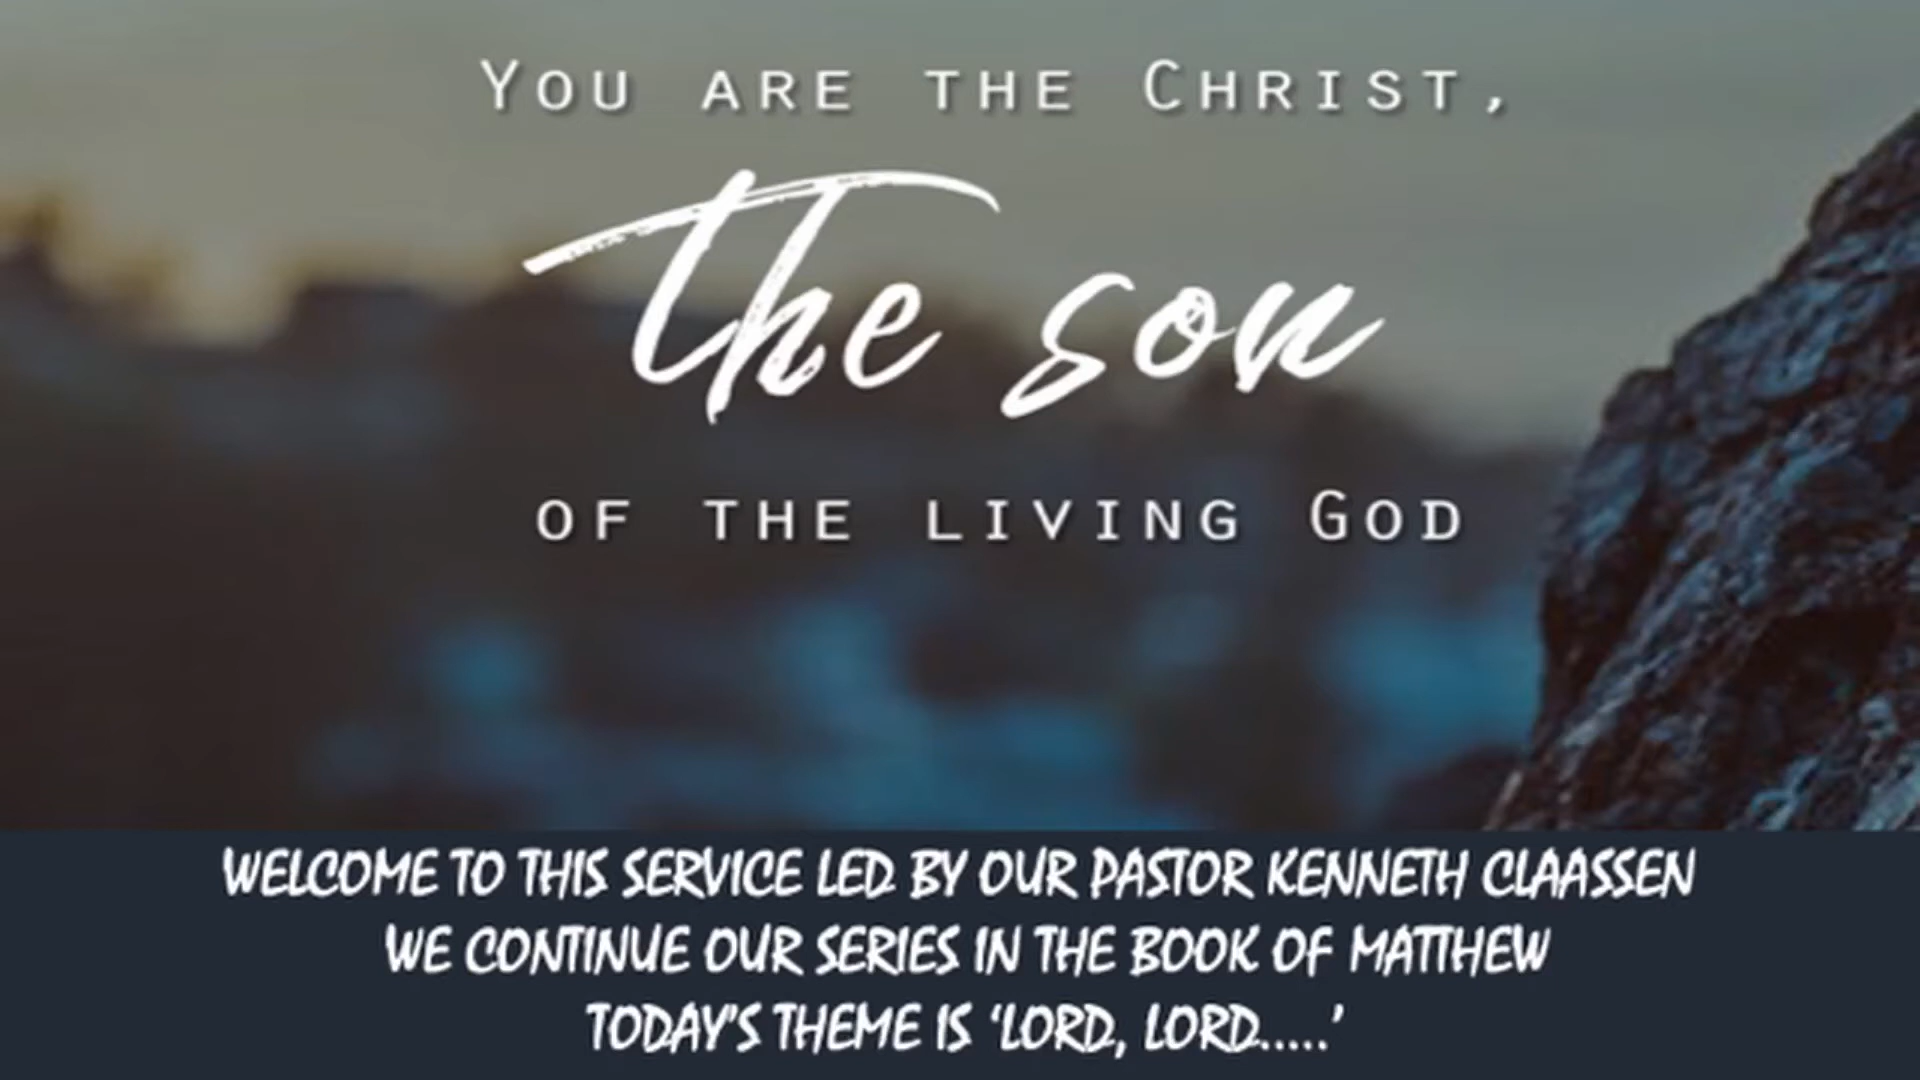 You are the Christ,
The son
of the living God
WELCOME TO THIS SERVICE LED BY OUR PASTOR KENNETH CLAASSEN
WE CONTINUE OUR SERIES IN THE BOOK OF MATTHEW
TODAY'S THEME IS ‘LORD, LORD.....’